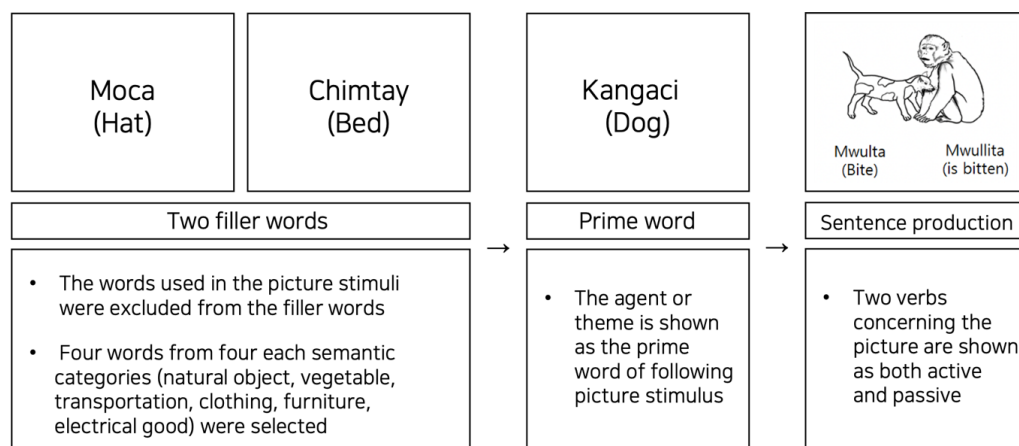 Moca
(Hat)
Chimtay
(Bed)
Kangaci
(Dog)
Mwulta
(Bite)
Mwullita
(is bitten)
Two filler words
→
Prime word
→
Sentence production
• The words used in the picture stimuli
were excluded from the filler words
• Four words from four each semantic
categories (natural object, vegetable,
transportation, clothing, furniture,
electrical good) were selected
• The agent or
theme is shown
as the prime
word of following
picture stimulus
• Two verbs
concerning the
picture are shown
as both active
and passive